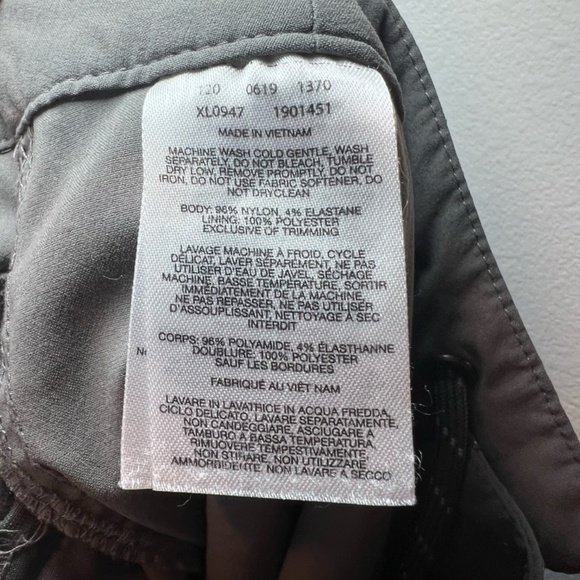 120 0619 1370
XL0947 1901451
MADE IN VIETNAM
MACHINE WASH COLD GENTLE, WASH
SEPARATELY, DO NOT BLEACH, TUMBLE
DRY LOW, REMOVE PROMPTLY, DO NOT
IRON, DO NOT USE FABRIC SOFTENER, DO
NOT DRYCLEAN
BODY: 96% NYLON, 4% ELASTANE
LINING: 100% POLYESTER
EXCLUSIVE OF TRIMMING
LAVAGE MACHINE À FROID, CYCLE
DÉLICAT, LAVER SÉPARÉMENT, NE PAS
UTILISER D'EAU DE JAVEL, SÉCHAGE
MACHINE, BASSE TEMPÉRATURE, SORTIR
IMMÉDIATEMENT DE LA MACHINE,
NE PAS REPASSER, NE PAS UTILISER
D'ASSOUPLISSANT, NETTOYAGE À SEC
INTERDIT
CORPS: 96% POLYAMIDE, 4% ÉLASTHANNE
DOUBLURE: 100% POLYESTER
SAUF LES BORDURES
FABRIQUÉ AU VIÊT NAM
LAVARE IN LAVATRICE IN ACQUA FREDDA,
CICLO DELICATO, LAVARE SEPARATAMENTE,
NON CANDEGGIARE, ASCIUGARE A
TAMBURO A BASSA TEMPERATURA,
RIMUOVERE TEMPESTIVAMENTE,
NON STIRARE, NON UTILIZZARE
AMMORBIDENTE, NON LAVARE A SECCO